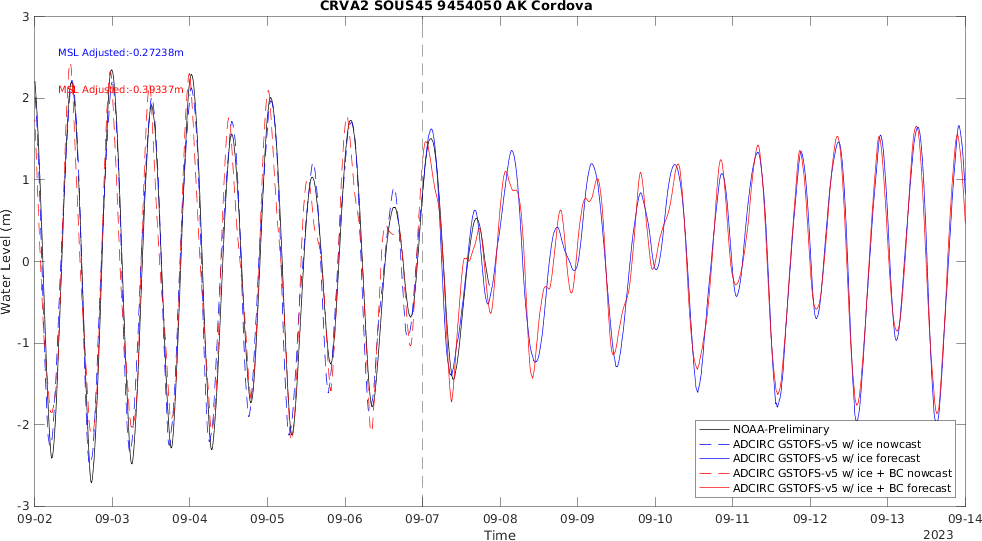 CRVA2 SOUS45 9454050 AK Cordova
MSL Adjusted:-0.27238m
MSL Adjusted:-0.39337m
Water Level (m)
3
2
1
0
-1
-2
-3
09-02 09-03 09-04 09-05 09-06 09-07 09-08 09-09 09-10 09-11 09-12 09-13 09-14
Time
2023
NOAA-Preliminary
ADCIRC GSTOFS-v5 w/ ice nowcast
ADCIRC GSTOFS-v5 w/ ice forecast
ADCIRC GSTOFS-v5 w/ ice + BC nowcast
ADCIRC GSTOFS-v5 w/ ice + BC forecast